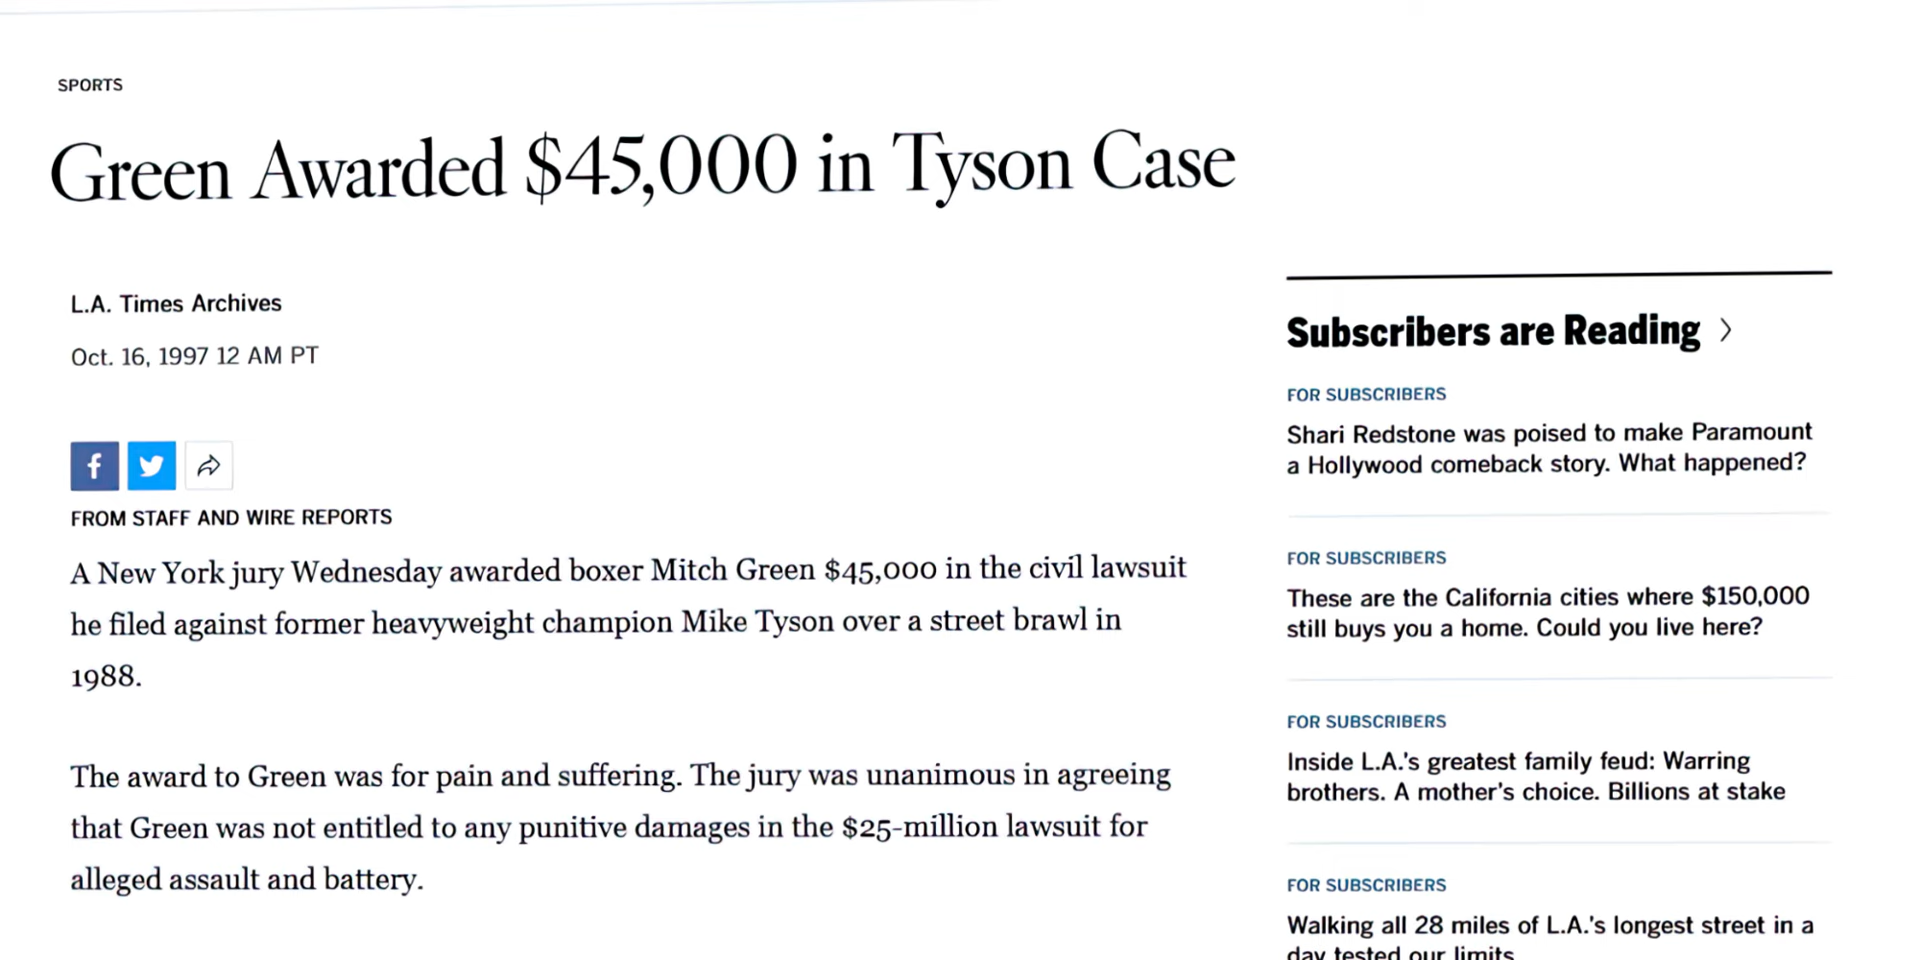 SPORTS
Green Awarded $45,000 in Tyson Case
L.A. Times Archives
Oct. 16, 1997 12 AM PT
FROM STAFF AND WIRE REPORTS
A New York jury Wednesday awarded boxer Mitch Green $45,000 in the civil lawsuit
he filed against former heavyweight champion Mike Tyson over a street brawl in
1988.
The award to Green was for pain and suffering. The jury was unanimous in agreeing
that Green was not entitled to any punitive damages in the $25-million lawsuit for
alleged assault and battery.
Subscribers are Reading >
FOR SUBSCRIBERS
Shari Redstone was poised to make Paramount
a Hollywood comeback story. What happened?
FOR SUBSCRIBERS
These are the California cities where $150,000
still buys you a home. Could you live here?
FOR SUBSCRIBERS
Inside L.A.'s greatest family feud: Warring
brothers. A mother's choice. Billions at stake
FOR SUBSCRIBERS
Walking all 28 miles of L.A.'s longest street in a
day tested our limits